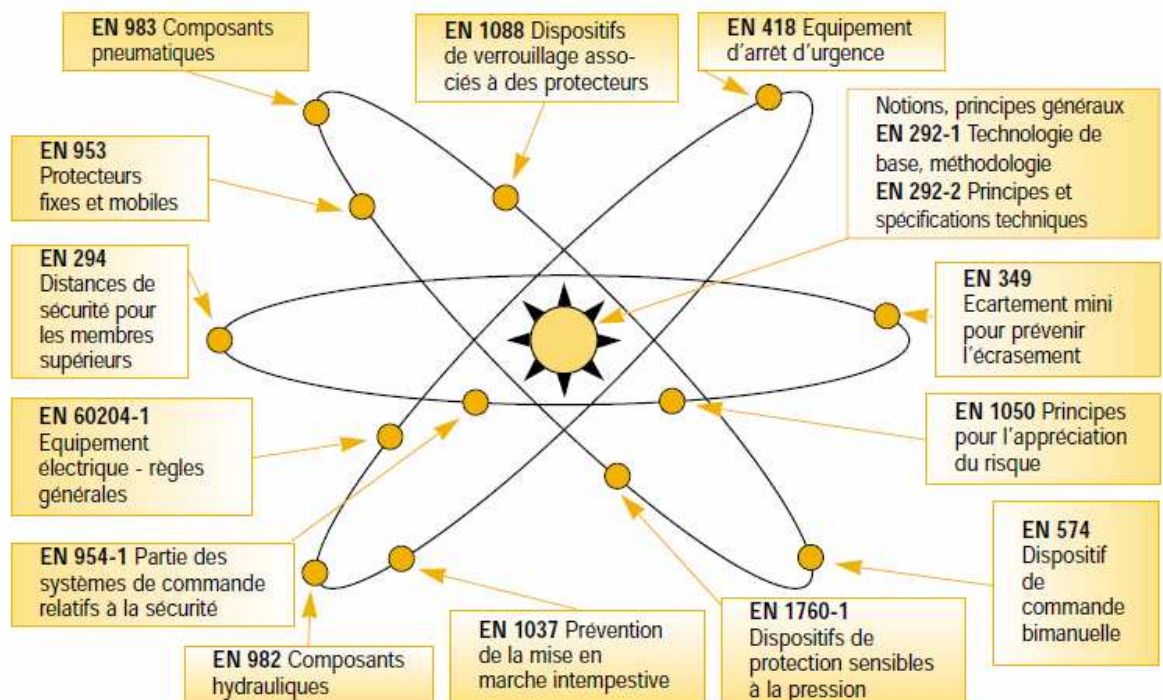 EN 983 Composants
pneumatiques
EN 1088 Dispositifs
de verrouillage asso-
ciés à des protecteurs
EN 418 Equipement
d'arrêt d'urgence
Notions, principes généraux
EN 292-1 Technologie de
base, méthodologie
EN 292-2 Principes et
spécifications techniques
EN 953
Protecteurs
fixes et mobiles
EN 294
Distances de
sécurité pour
les membres
supérieurs
EN 349
Ecartement mini
pour prévenir
l'écrasement
EN 60204-1
Equipement
électrique - règles
générales
EN 1050 Principes
pour l'appréciation
du risque
EN 954-1 Partie des
systèmes de commande
relatifs à la sécurité
EN 574
Dispositif
de
commande
bimanuelle
EN 982 Composants
hydrauliques
EN 1037 Prévention
de la mise en
marche intempestive
EN 1760-1
Dispositifs de
protection sensibles
à la pression